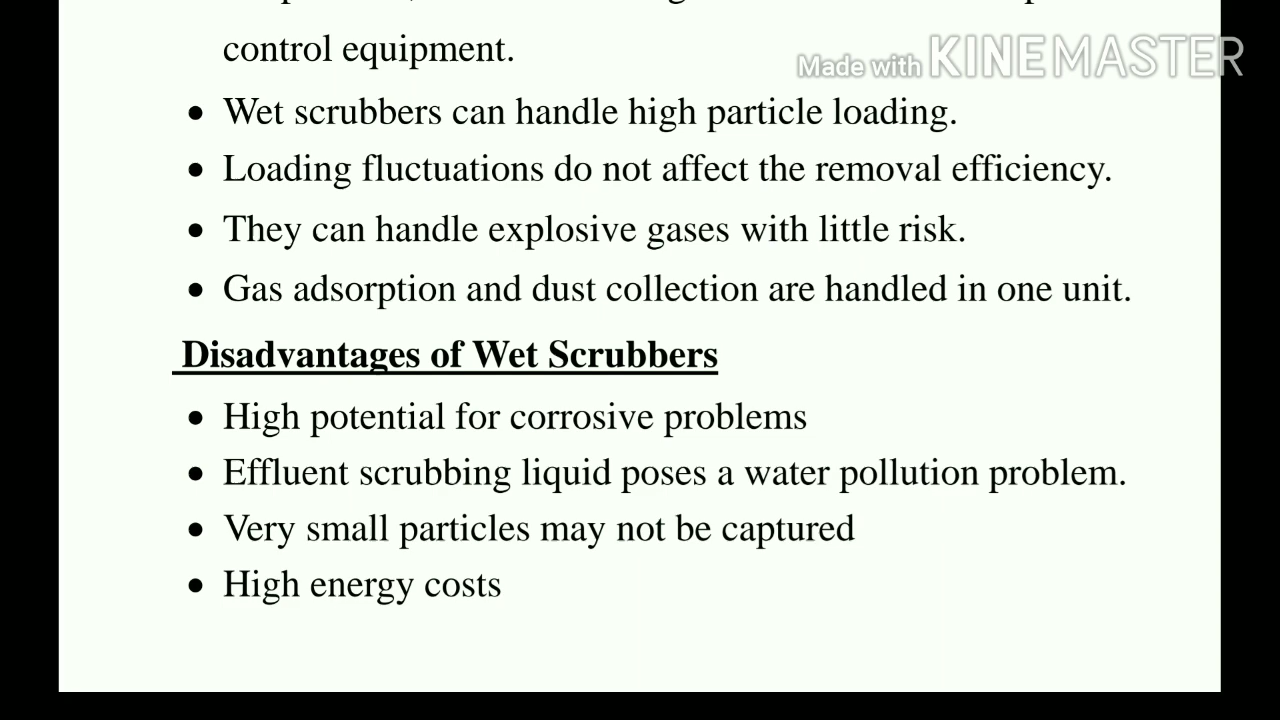 control equipment.
Made with KINEMASTER
• Wet scrubbers can handle high particle loading.
• Loading fluctuations do not affect the removal efficiency.
• They can handle explosive gases with little risk.
• Gas adsorption and dust collection are handled in one unit.
Disadvantages of Wet Scrubbers
• High potential for corrosive problems
• Effluent scrubbing liquid poses a water pollution problem.
• Very small particles may not be captured
• High energy costs